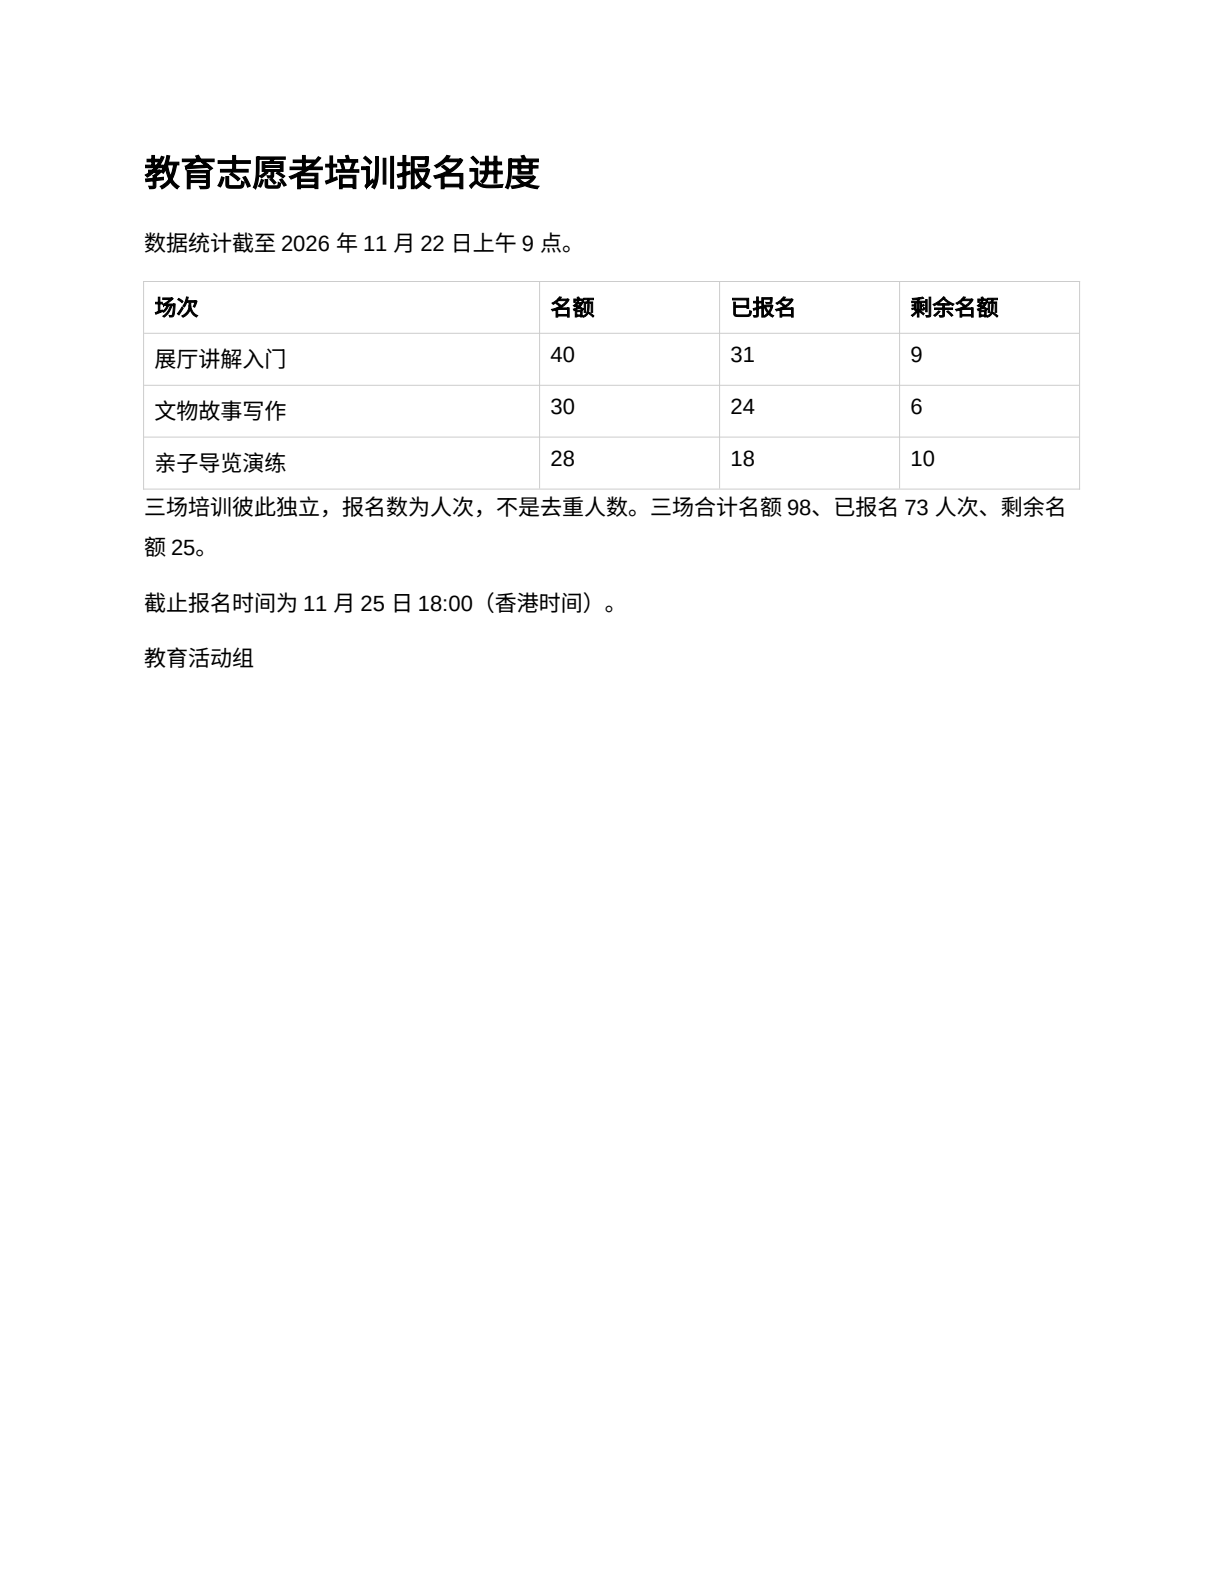 教育志愿者培训报名进度
数据统计截至 2026 年 11 月 22 日上午 9 点。
场次 名额 已报名 剩余名额
展厅讲解入门 40 31 9
文物故事写作 30 24 6
亲子导览演练 28 18 10
三场培训彼此独立，报名数为人次，不是去重人数。三场合计名额 98、已报名 73 人次、剩余名
额 25。
截止报名时间为 11 月 25 日 18:00（香港时间）。
教育活动组